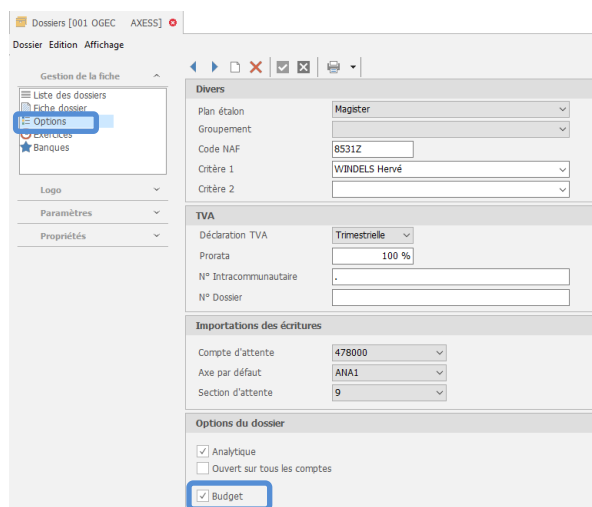 Dossiers [001 OGEC AXESS]
Dossier Edition Affichage
Gestion de la fiche
Liste des dossiers
Fiche dossier
Options
Exercices
Banques
Logo
Paramètres
Propriétés
Divers
Plan étalon Magister
Groupement
Code NAF 8531Z
Critère 1 WINDELS Hervé
Critère 2
TVA
Déclaration TVA Trimestrielle
Prorata 100 %
N° Intracommunautaire .
N° Dossier
Importations des écritures
Compte d'attente 478000
Axe par défaut ANA1
Section d'attente 9
Options du dossier
Analytique
Ouvert sur tous les comptes
Budget